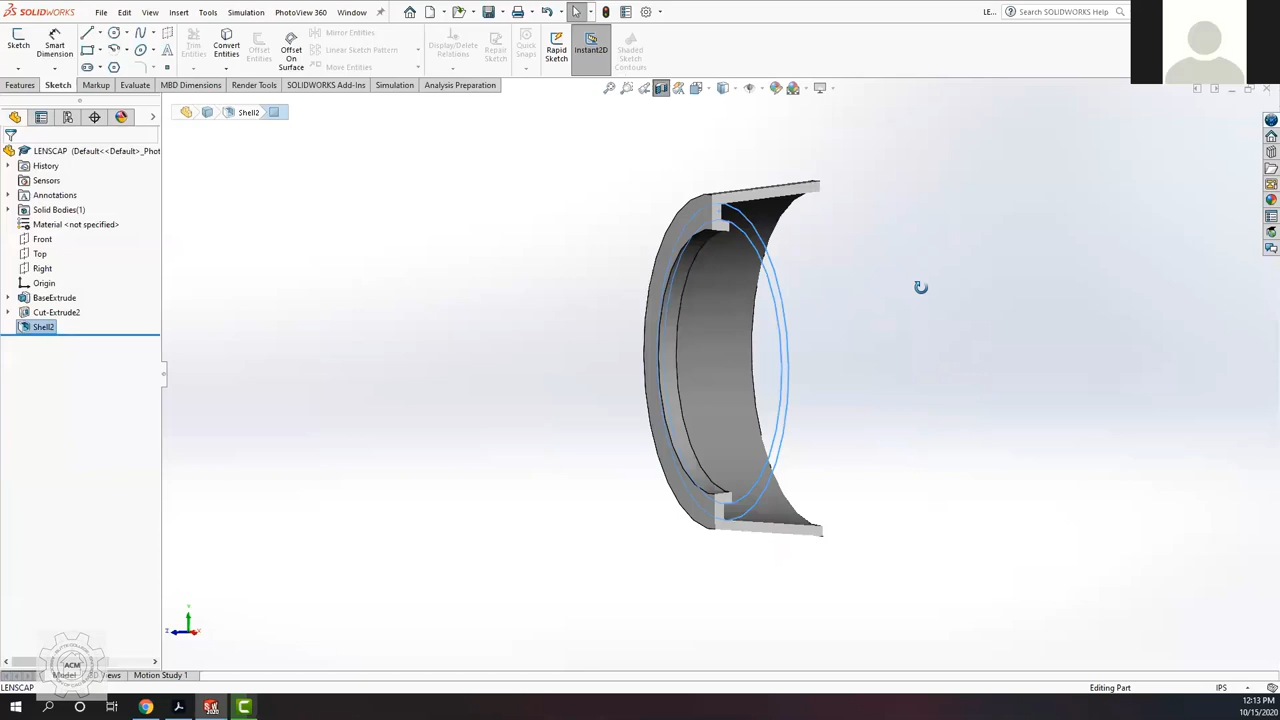 SOLIDWORKS File Edit View Insert Tools Simulation PhotoView 360 Window LE... Search SOLIDWORKS Help
Sketch Smart Dimension Trim Entities Convert Entities Offset Entities Offset On Surface Mirror Entities Linear Sketch Pattern Move Entities Display/Delete Relations Repair Sketch Quick Snaps Rapid Sketch Instant2D Shaded Sketch Contours
Features Sketch Markup Evaluate MBD Dimensions Render Tools SOLIDWORKS Add-Ins Simulation Analysis Preparation
Shell2
LENSCAP (Default<<Default>_Phot
History
Sensors
Annotations
Solid Bodies(1)
Material <not specified>
Front
Top
Right
Origin
BaseExtrude
Cut-Extrude2
Shell2
Y
Z X
ACM
Model 3D Views Motion Study 1
LENSCAP Editing Part IPS
12:13 PM
10/15/2020